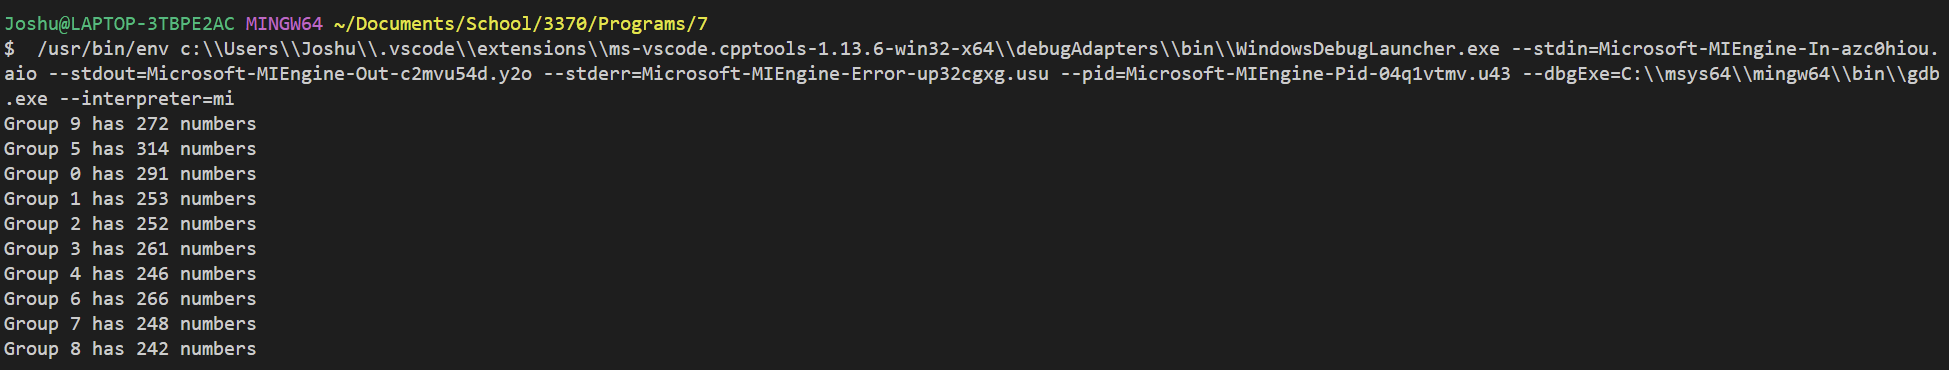 Joshu@LAPTOP-3TBPE2AC MINGW64 ~/Documents/School/3370/Programs/7
$  /usr/bin/env c:\\Users\\Joshu\\.vscode\\extensions\\ms-vscode.cpptools-1.13.6-win32-x64\\debugAdapters\\bin\\WindowsDebugLauncher.exe --stdin=Microsoft-MIEngine-In-azc0hiou.
aio --stdout=Microsoft-MIEngine-Out-c2mvu54d.y2o --stderr=Microsoft-MIEngine-Error-up32cgxg.usu --pid=Microsoft-MIEngine-Pid-04q1vtmv.u43 --dbgExe=C:\\msys64\\mingw64\\bin\\gdb
.exe --interpreter=mi
Group 9 has 272 numbers
Group 5 has 314 numbers
Group 0 has 291 numbers
Group 1 has 253 numbers
Group 2 has 252 numbers
Group 3 has 261 numbers
Group 4 has 246 numbers
Group 6 has 266 numbers
Group 7 has 248 numbers
Group 8 has 242 numbers